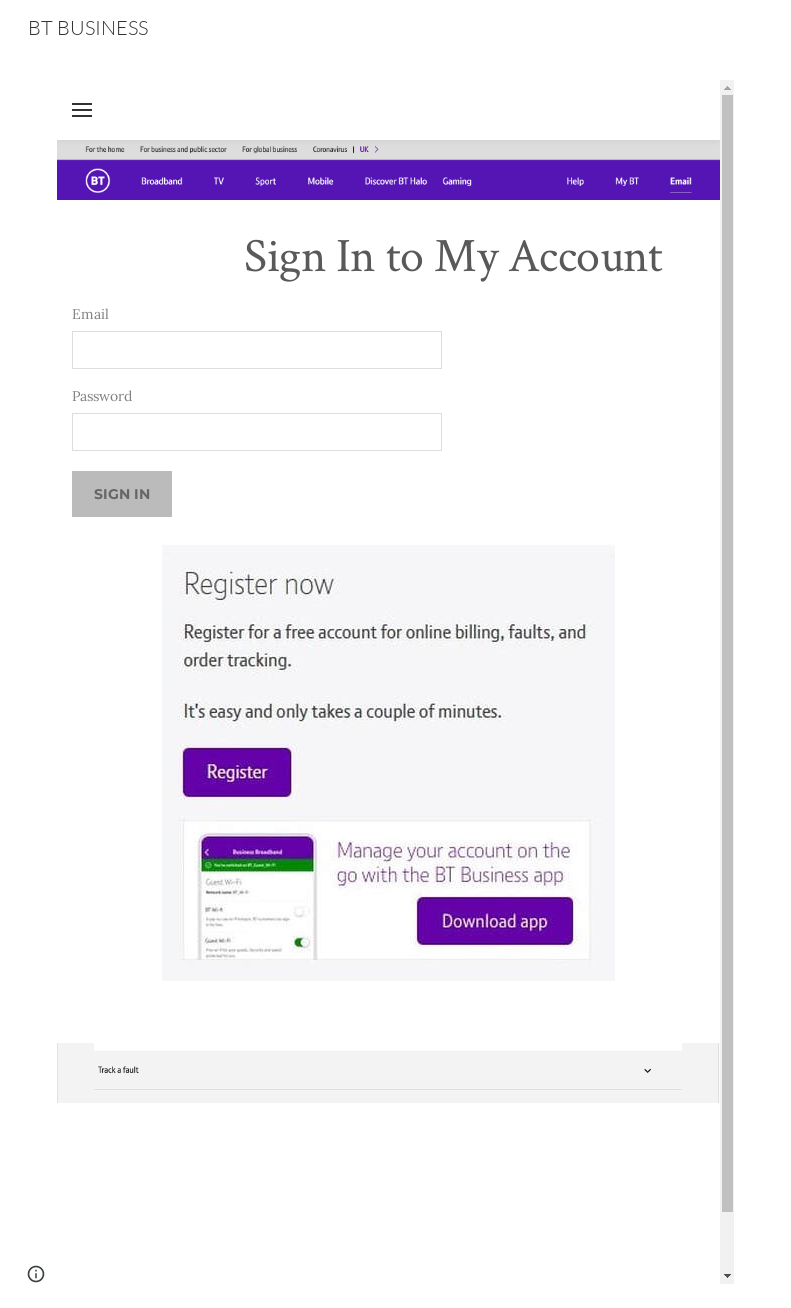 BT BUSINESS
For the home For business and public sector For global business Coronavirus | UK
BT Broadband TV Sport Mobile Discover BT Halo Gaming Help My BT Email
Sign In to My Account
Email
Password
SIGN IN
Register now
Register for a free account for online billing, faults, and
order tracking.
It's easy and only takes a couple of minutes.
Register
Business Broadband
Guest Wi-Fi
BT Wi-fi
Guest Wi-Fi
Manage your account on the
go with the BT Business app
Download app
Track a fault